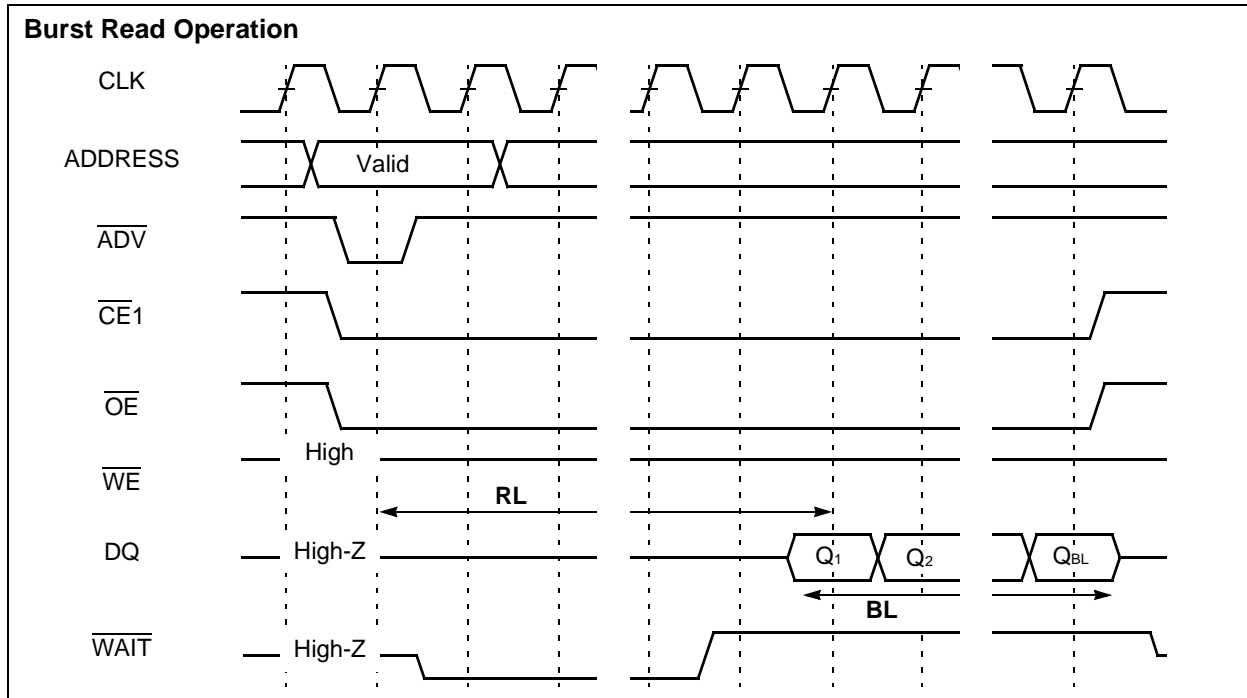 Burst Read Operation
CLK
ADDRESS
Valid
ADV
CE1
OE
High
WE
RL
DQ
High-Z
Q1
Q2
QBL
BL
WAIT
High-Z